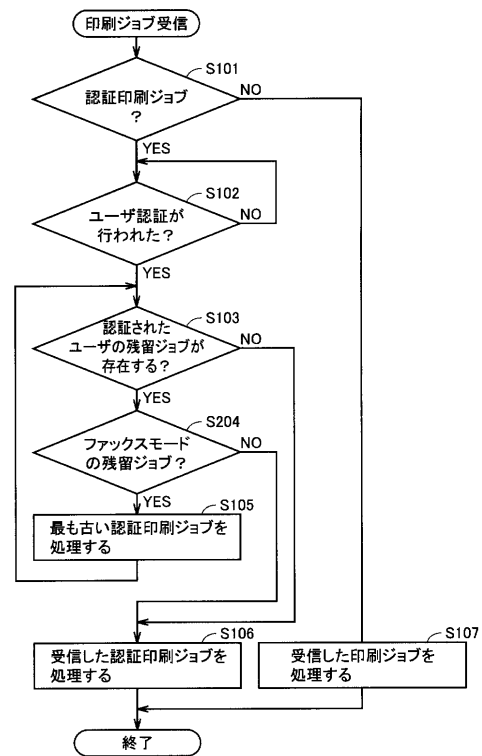 印刷ジョブ受信
S101
認証印刷ジョブ
?
NO
YES
S102
ユーザ認証が
行われた?
NO
YES
S103
認証された
ユーザの残留ジョブが
存在する?
NO
YES
S204
ファックスモード
の残留ジョブ?
NO
YES
S105
最も古い認証印刷ジョブを
処理する
S106
受信した認証印刷ジョブを
処理する
S107
受信した印刷ジョブを
処理する
終了